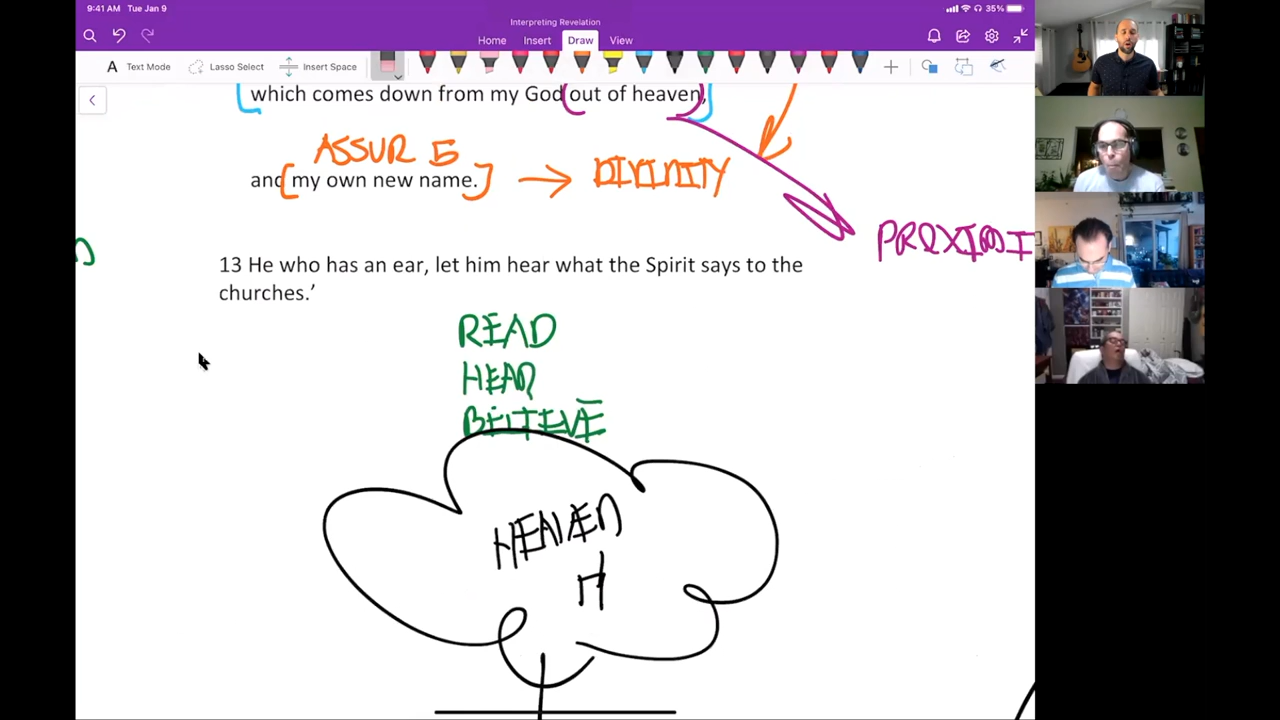 9:41 AM Tue Jan 9
35%
Interpreting Revelation
Home Insert Draw View
Text Mode Lasso Select Insert Space
which comes down from my God out of heaven,
ASSUR 5
and my own new name. DIVINITY
PROXIMI
13 He who has an ear, let him hear what the Spirit says to the
churches.’
READ
HEAR
BELIEVE
HEAVEN